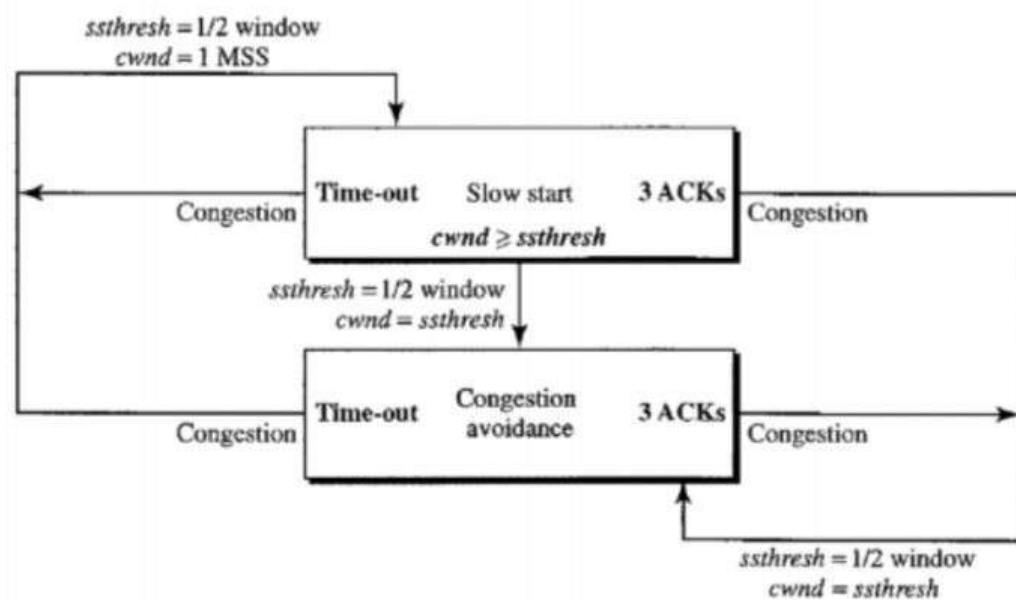 ssthresh = 1/2 window
cwnd = 1 MSS
Time-out Slow start 3 ACKs
Congestion Congestion
cwnd ⩾ ssthresh
ssthresh = 1/2 window
cwnd = ssthresh
Time-out Congestion avoidance 3 ACKs
Congestion Congestion
ssthresh = 1/2 window
cwnd = ssthresh